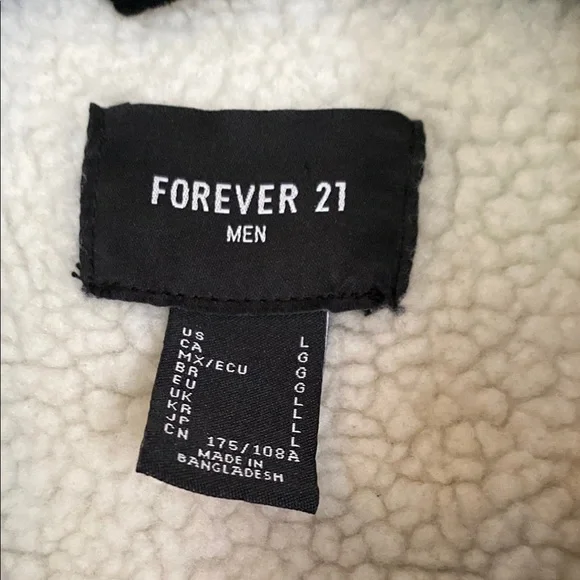 FOREVER 21
MEN
US L
CA G
MX/ECU G
BR G
EU L
UK L
KR L
JP L
CN 175/108A
MADE IN
BANGLADESH